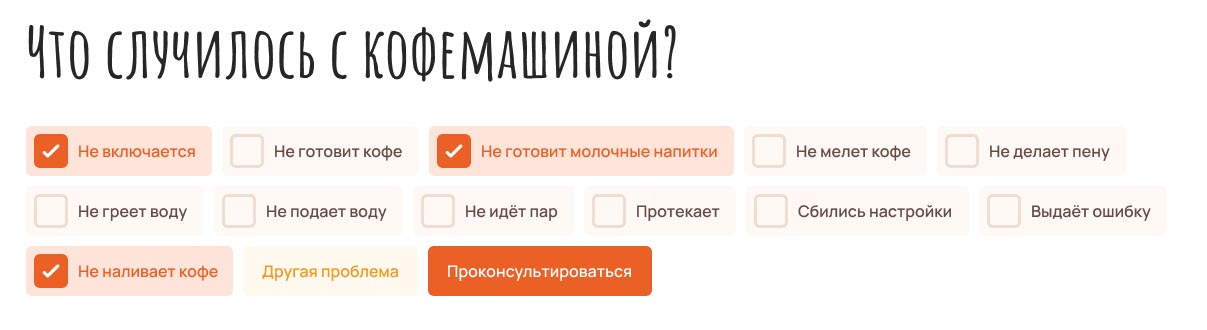 Что случилось с кофемашиной?
Не включается Не готовит кофе Не готовит молочные напитки Не мелет кофе Не делает пену
Не греет воду Не подает воду Не идёт пар Протекает Сбились настройки Выдаёт ошибку
Не наливает кофе Другая проблема Проконсультироваться